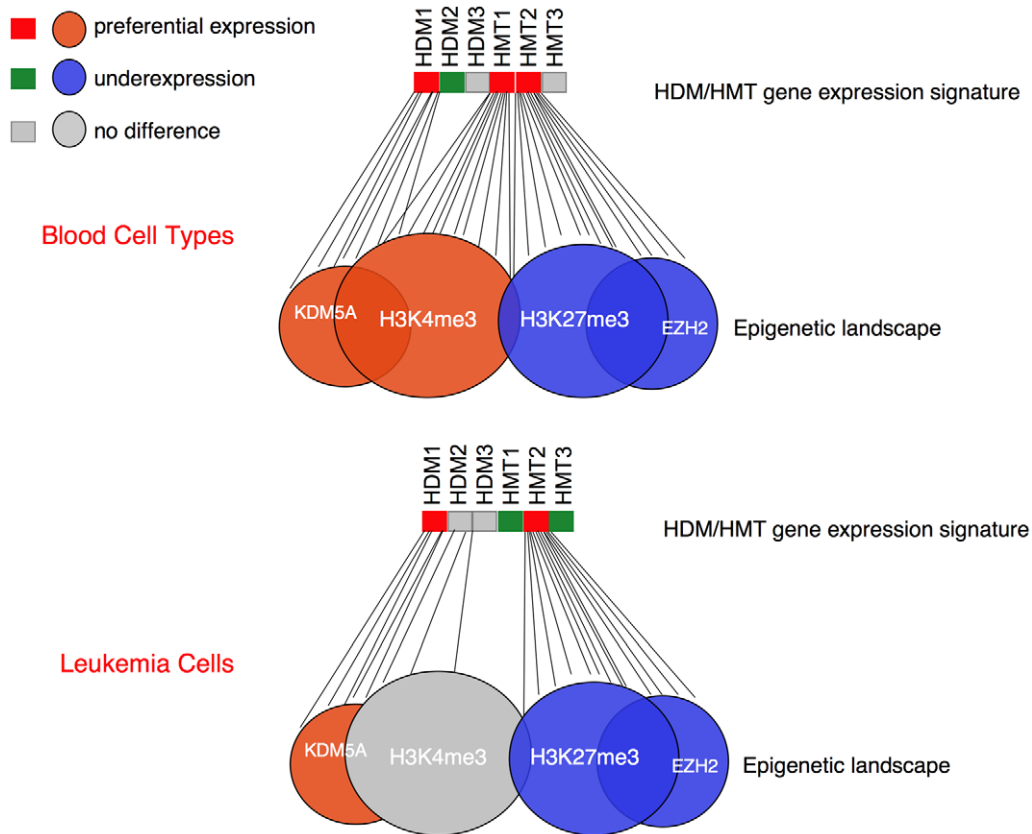 preferential expression
underexpression
no difference
HDM1
HDM2
HDM3
HMT1
HMT2
HMT3
HDM/HMT gene expression signature
Blood Cell Types
KDM5A
H3K4me3
H3K27me3
EZH2
Epigenetic landscape
HDM1
HDM2
HDM3
HMT1
HMT2
HMT3
HDM/HMT gene expression signature
Leukemia Cells
KDM5A
H3K4me3
H3K27me3
EZH2
Epigenetic landscape